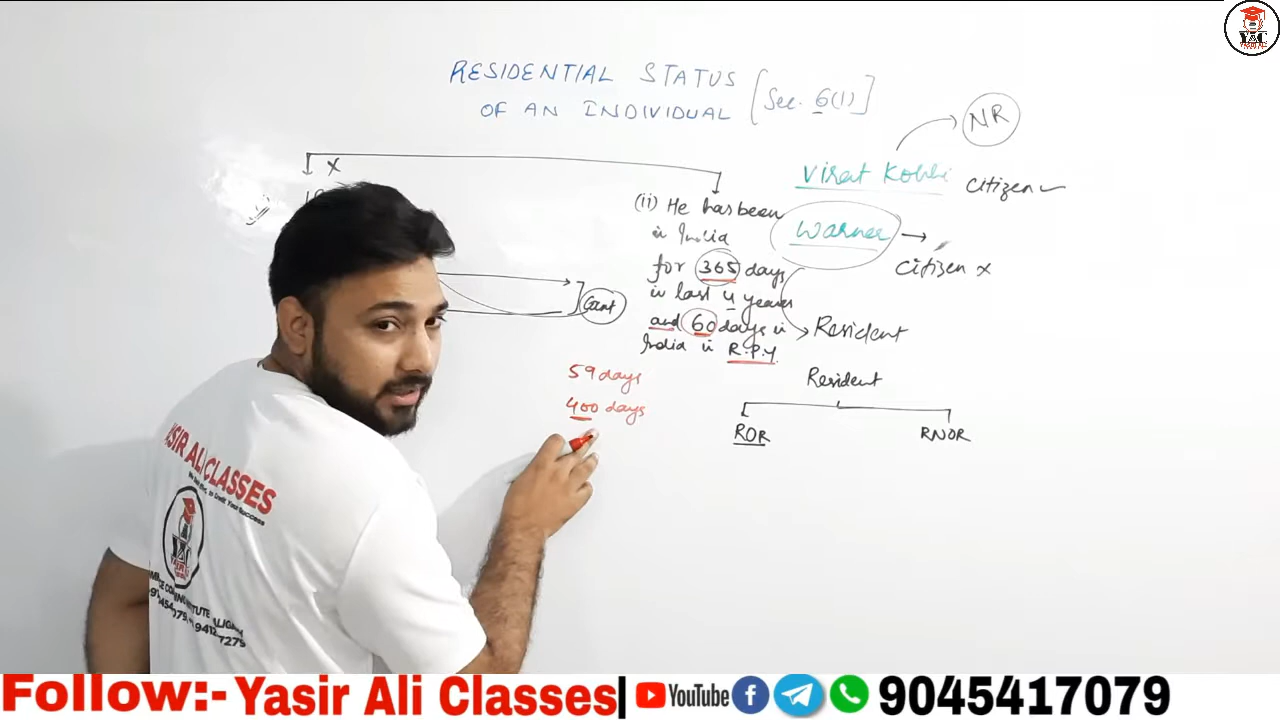 RESIDENTIAL STATUS
OF AN INDIVIDUAL [Sec. 6(1)]
NR
Virat Kohli Citizen
x
(ii) He has been
in India
for 365 days
in last 4 years
and 60 days in
India in R.P.Y.
Warner →
Citizen x
Resident
Cont
59 days
400 days
Resident
ROR RNOR
YASIR ALI CLASSES
Follow:- Yasir Ali Classes| YouTube 9045417079